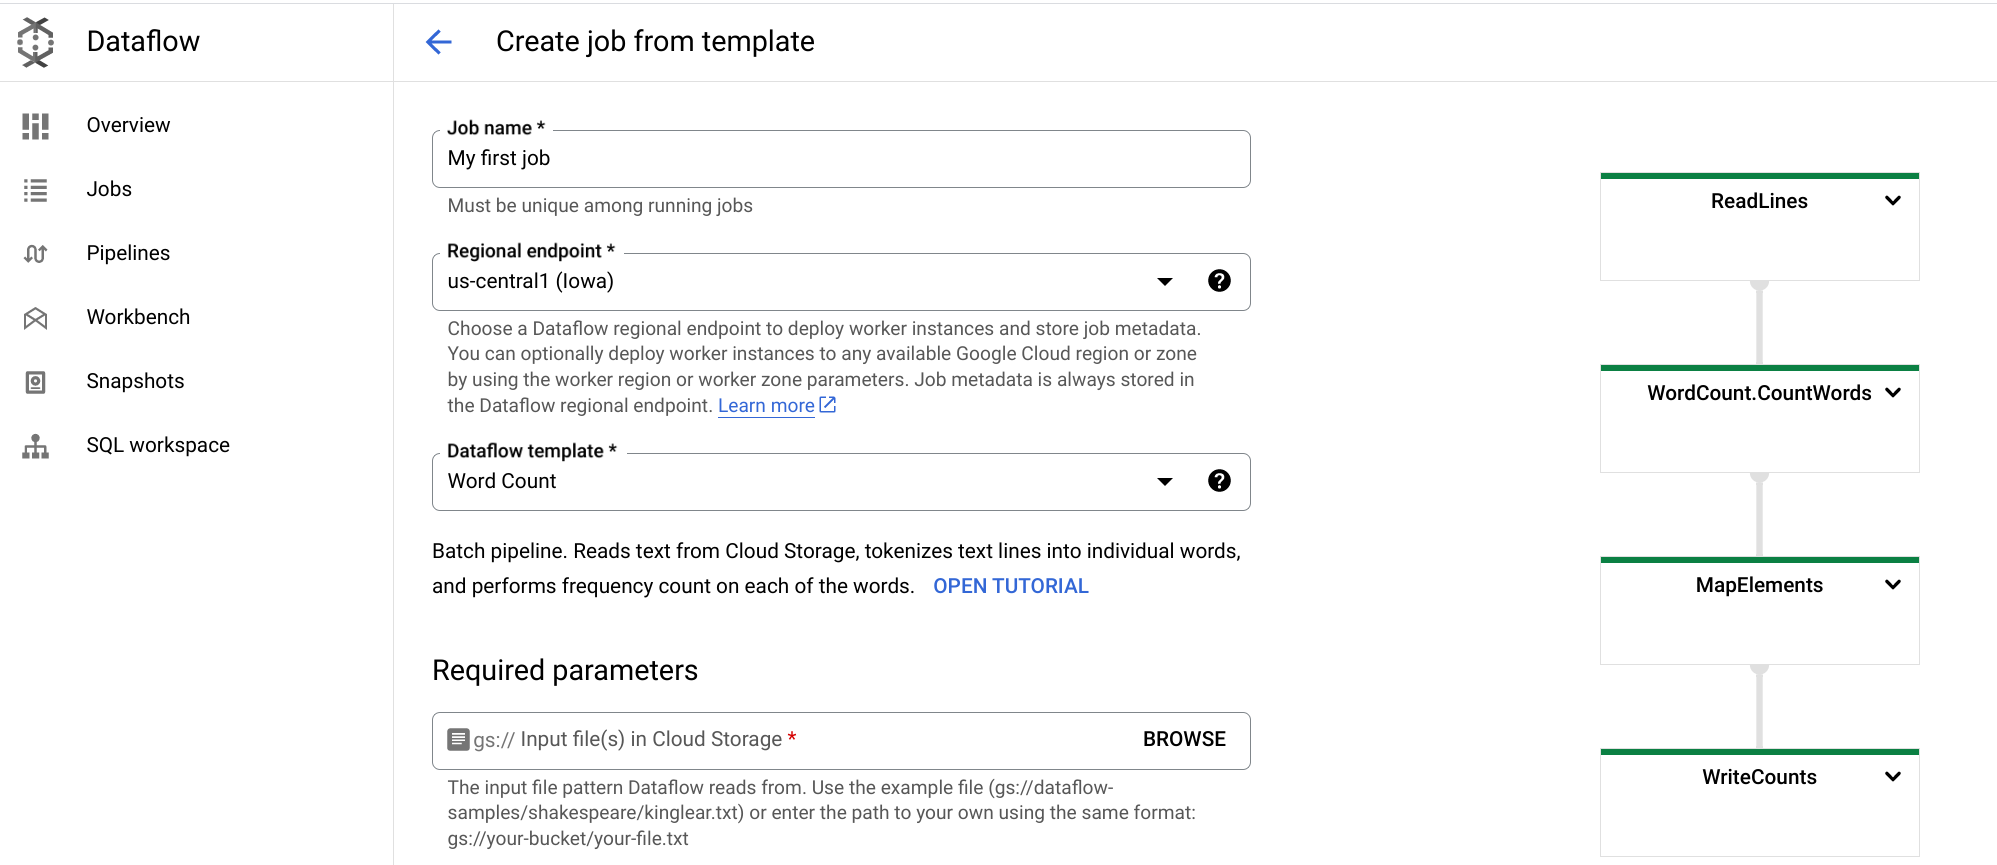 Dataflow
Create job from template
Overview
Jobs
Pipelines
Workbench
Snapshots
SQL workspace
Job name *
My first job
Must be unique among running jobs
Regional endpoint *
us-central1 (Iowa)
Choose a Dataflow regional endpoint to deploy worker instances and store job metadata.
You can optionally deploy worker instances to any available Google Cloud region or zone
by using the worker region or worker zone parameters. Job metadata is always stored in
the Dataflow regional endpoint. Learn more
Dataflow template *
Word Count
Batch pipeline. Reads text from Cloud Storage, tokenizes text lines into individual words,
and performs frequency count on each of the words. OPEN TUTORIAL
Required parameters
gs:// Input file(s) in Cloud Storage * BROWSE
The input file pattern Dataflow reads from. Use the example file (gs://dataflow-
samples/shakespeare/kinglear.txt) or enter the path to your own using the same format:
gs://your-bucket/your-file.txt
ReadLines
WordCount.CountWords
MapElements
WriteCounts